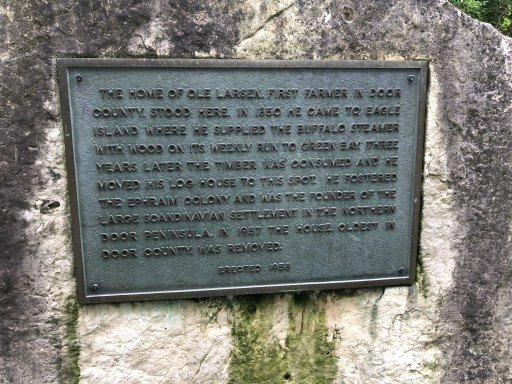 THE HOME OF OLE LARSEN, FIRST FARMER IN DOOR
COUNTY, STOOD HERE. IN 1850 HE CAME TO EAGLE
ISLAND WHERE HE SUPPLIED THE BUFFALO STEAMER
WITH WOOD ON ITS WEEKLY RUN TO GREEN BAY. THREE
YEARS LATER THE TIMBER WAS CONSUMED AND HE
MOVED HIS LOG HOUSE TO THIS SPOT. HE FOSTERED
THE EPHRAIM COLONY AND WAS THE FOUNDER OF THE
LARGE SCANDINAVIAN SETTLEMENT IN THE NORTHERN
DOOR PENINSULA. IN 1957 THE HOUSE, OLDEST IN
DOOR COUNTY, WAS REMOVED.
ERECTED